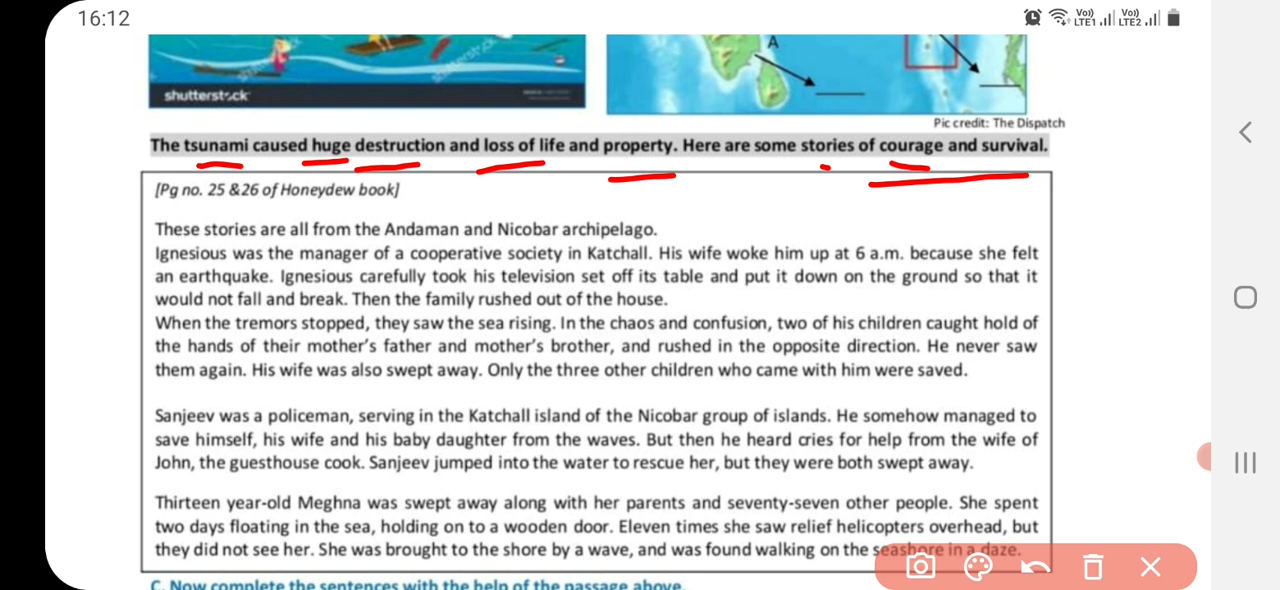 16:12
Vo)) LTE1 Vo)) LTE2
A
shutterstock
shutterstock
Pic credit: The Dispatch
The tsunami caused huge destruction and loss of life and property. Here are some stories of courage and survival.
[Pg no. 25 &26 of Honeydew book]
These stories are all from the Andaman and Nicobar archipelago.
Ignesious was the manager of a cooperative society in Katchall. His wife woke him up at 6 a.m. because she felt
an earthquake. Ignesious carefully took his television set off its table and put it down on the ground so that it
would not fall and break. Then the family rushed out of the house.
When the tremors stopped, they saw the sea rising. In the chaos and confusion, two of his children caught hold of
the hands of their mother's father and mother's brother, and rushed in the opposite direction. He never saw
them again. His wife was also swept away. Only the three other children who came with him were saved.
Sanjeev was a policeman, serving in the Katchall island of the Nicobar group of islands. He somehow managed to
save himself, his wife and his baby daughter from the waves. But then he heard cries for help from the wife of
John, the guesthouse cook. Sanjeev jumped into the water to rescue her, but they were both swept away.
Thirteen year-old Meghna was swept away along with her parents and seventy-seven other people. She spent
two days floating in the sea, holding on to a wooden door. Eleven times she saw relief helicopters overhead, but
they did not see her. She was brought to the shore by a wave, and was found walking on the seashore in a daze.
C. Now complete the sentences with the help of the passage above.